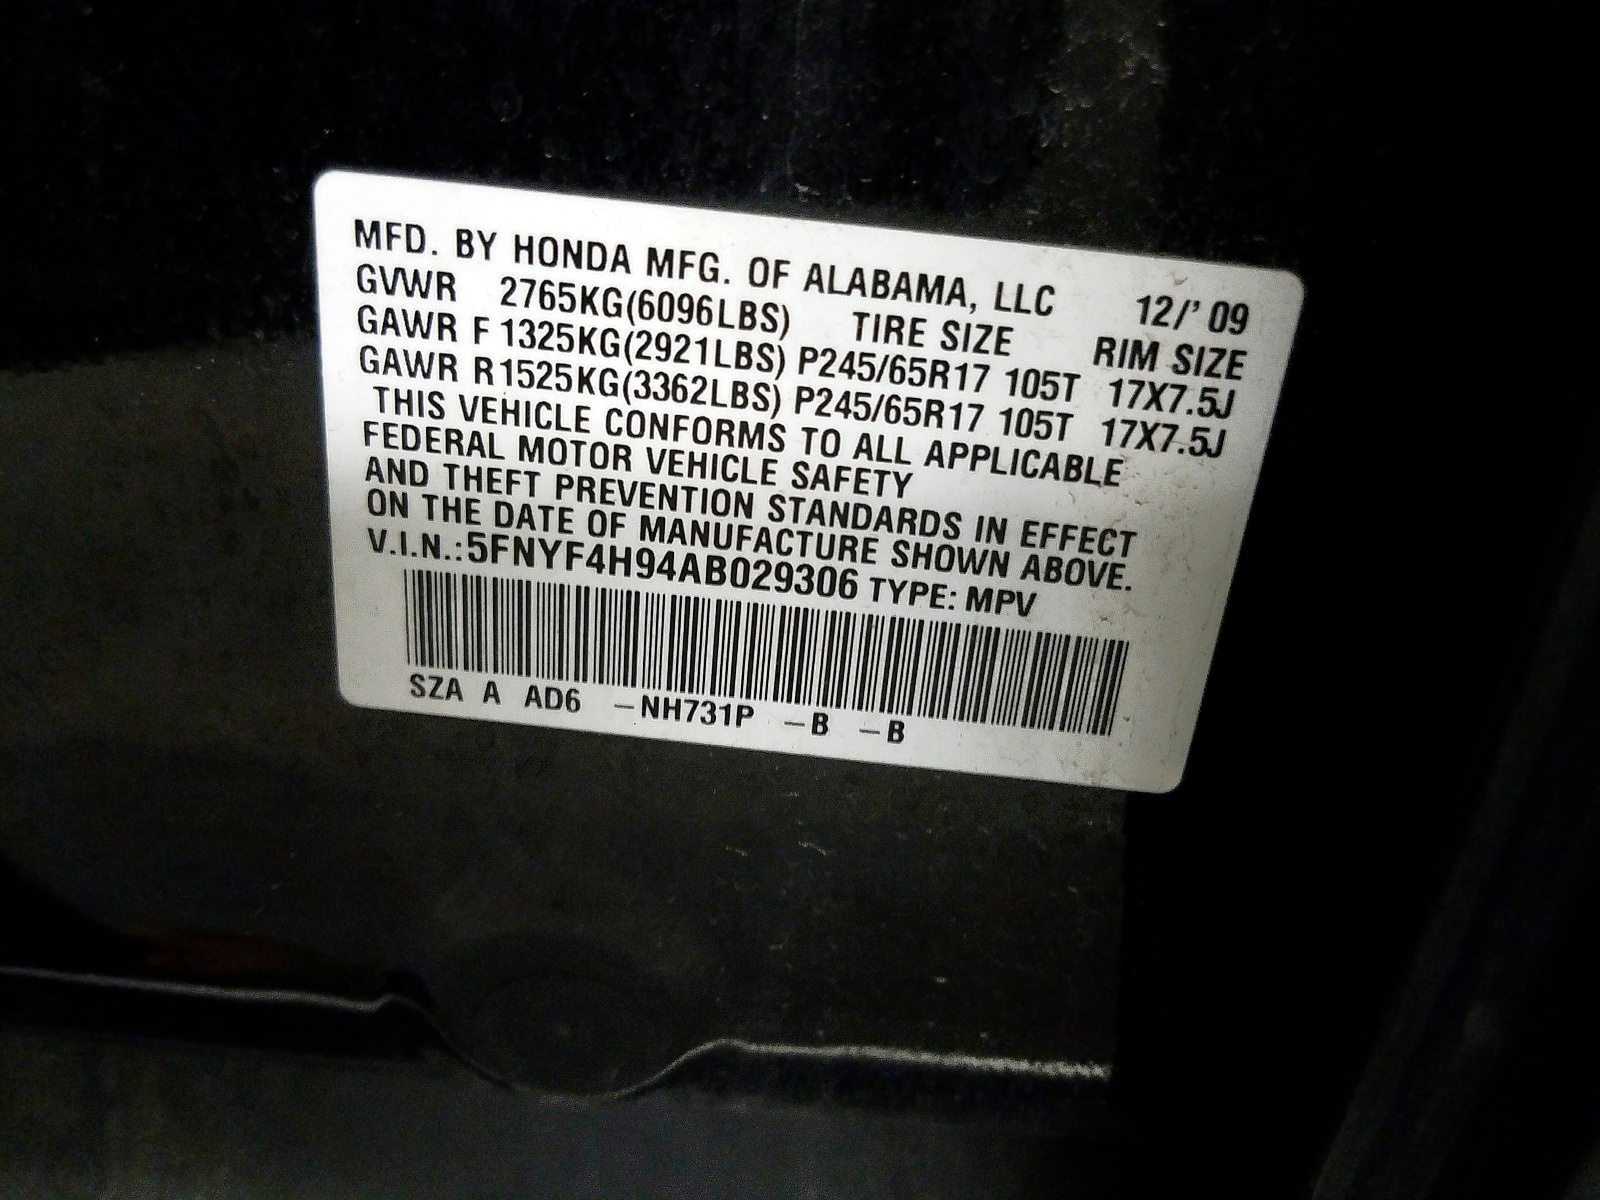 MFD. BY HONDA MFG. OF ALABAMA, LLC 12/'09
GVWR 2765KG(6096LBS) TIRE SIZE RIM SIZE
GAWR F 1325KG(2921LBS) P245/65R17 105T 17X7.5J
GAWR R 1525KG(3362LBS) P245/65R17 105T 17X7.5J
THIS VEHICLE CONFORMS TO ALL APPLICABLE
FEDERAL MOTOR VEHICLE SAFETY
AND THEFT PREVENTION STANDARDS IN EFFECT
ON THE DATE OF MANUFACTURE SHOWN ABOVE.
V.I.N.:5FNYF4H94AB029306 TYPE: MPV
SZA A AD6 -NH731P -B -B